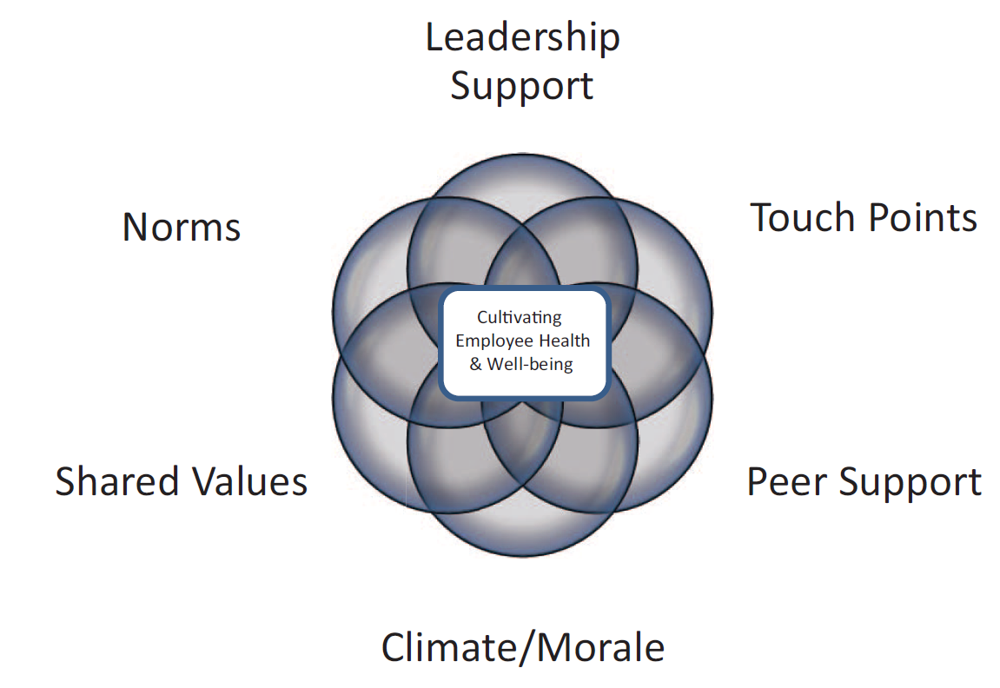 Leadership
Support
Norms
Touch Points
Cultivating
Employee Health
& Well-being
Shared Values
Peer Support
Climate/Morale